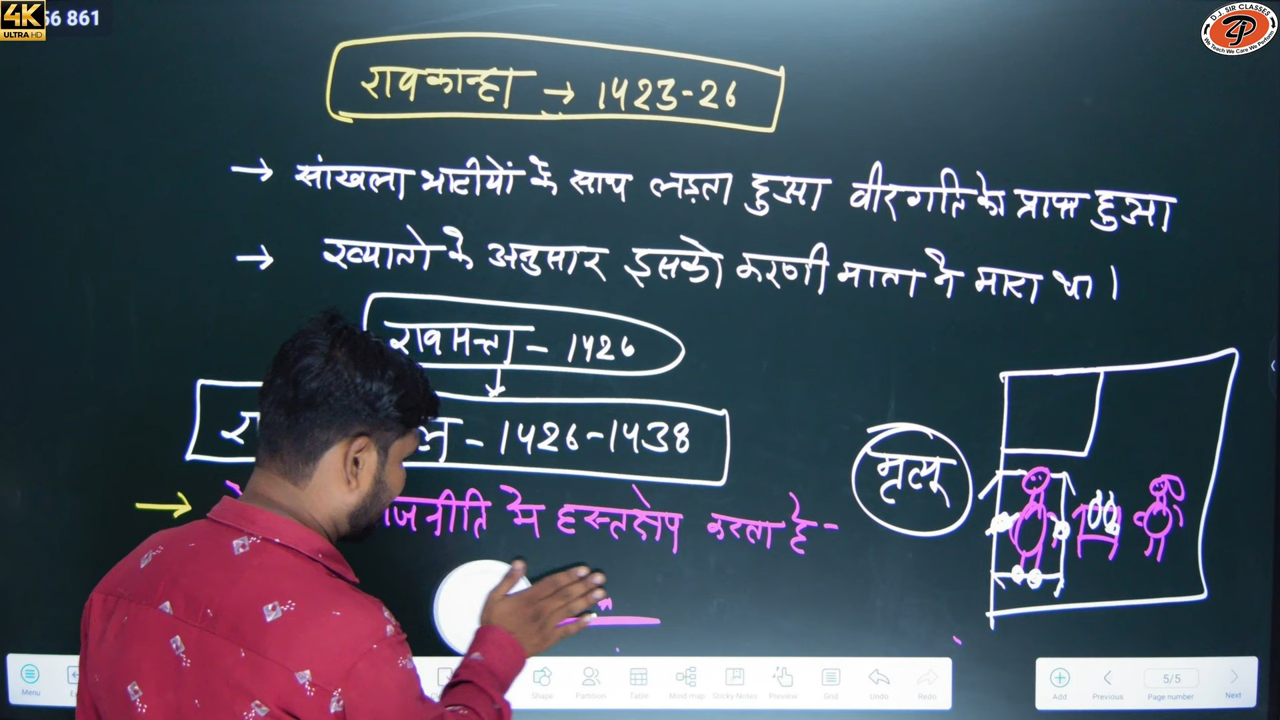 4K
ULTRA HD
56 861
D.J. SIR CLASSES
We Teach We Care We Perform
रावकान्हा → 1423-26
→ सांखला भाटीयों के साथ लड़ता हुआ वीरगति को प्राप्त हुआ
→ ख्यातो के अनुसार इसको करणी माता ने मारा था।
राव सत्ता - 1426
- 1426-1438
मृत्यू
→ में हस्तक्षेप करता है -
Menu
Shape
Partition
Table
Mind map
Sticky Notes
Preview
Grid
Undo
Redo
Add
Previous
5/5
Page number
Next